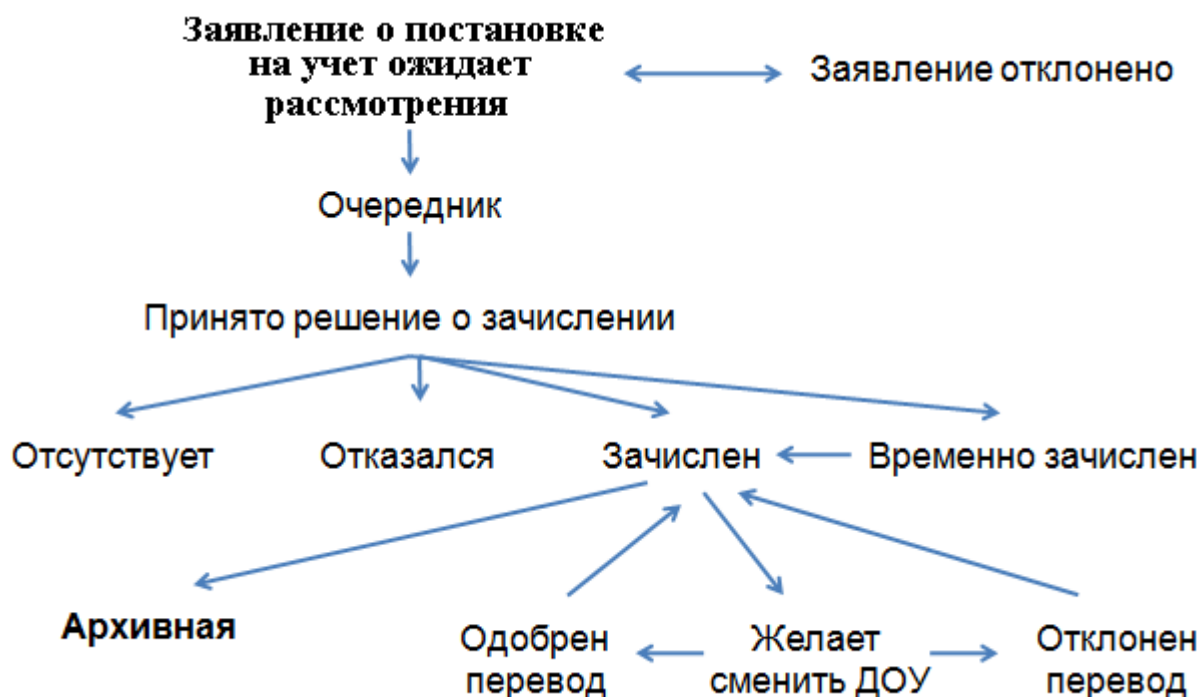 Заявление о постановке
на учет ожидает
рассмотрения
Заявление отклонено
Очередник
Принято решение о зачислении
Отсутствует
Отказался
Зачислен
Временно зачислен
Архивная
Одобрен
перевод
Желает
сменить ДОУ
Отклонен
перевод